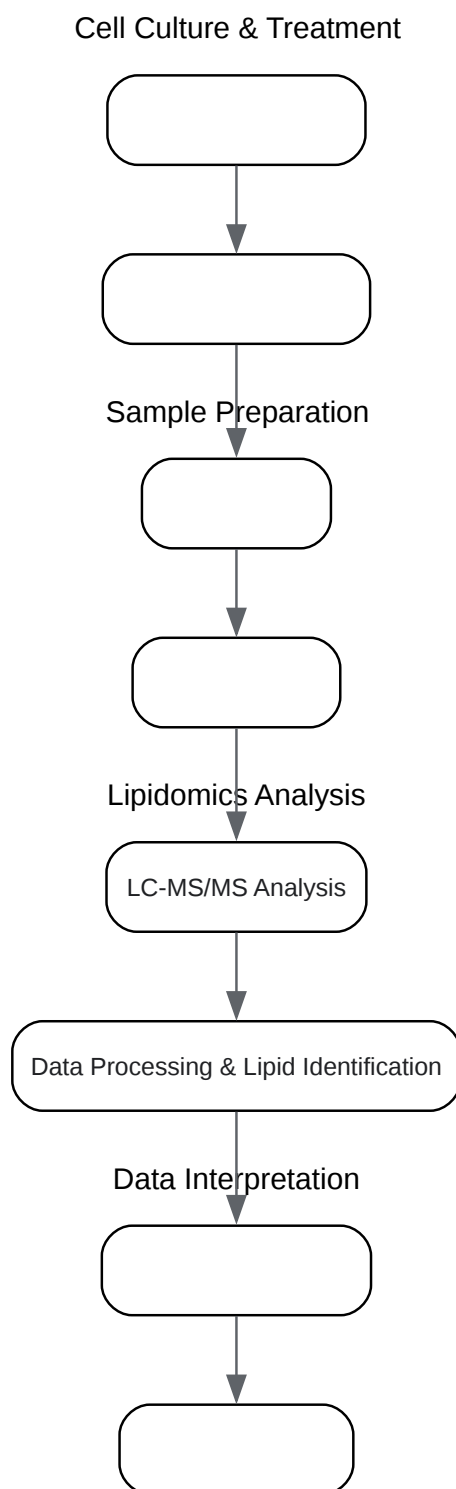 Cell Culture & Treatment
Sample Preparation
Lipidomics Analysis
LC-MS/MS Analysis
Data Processing & Lipid Identification
Data Interpretation